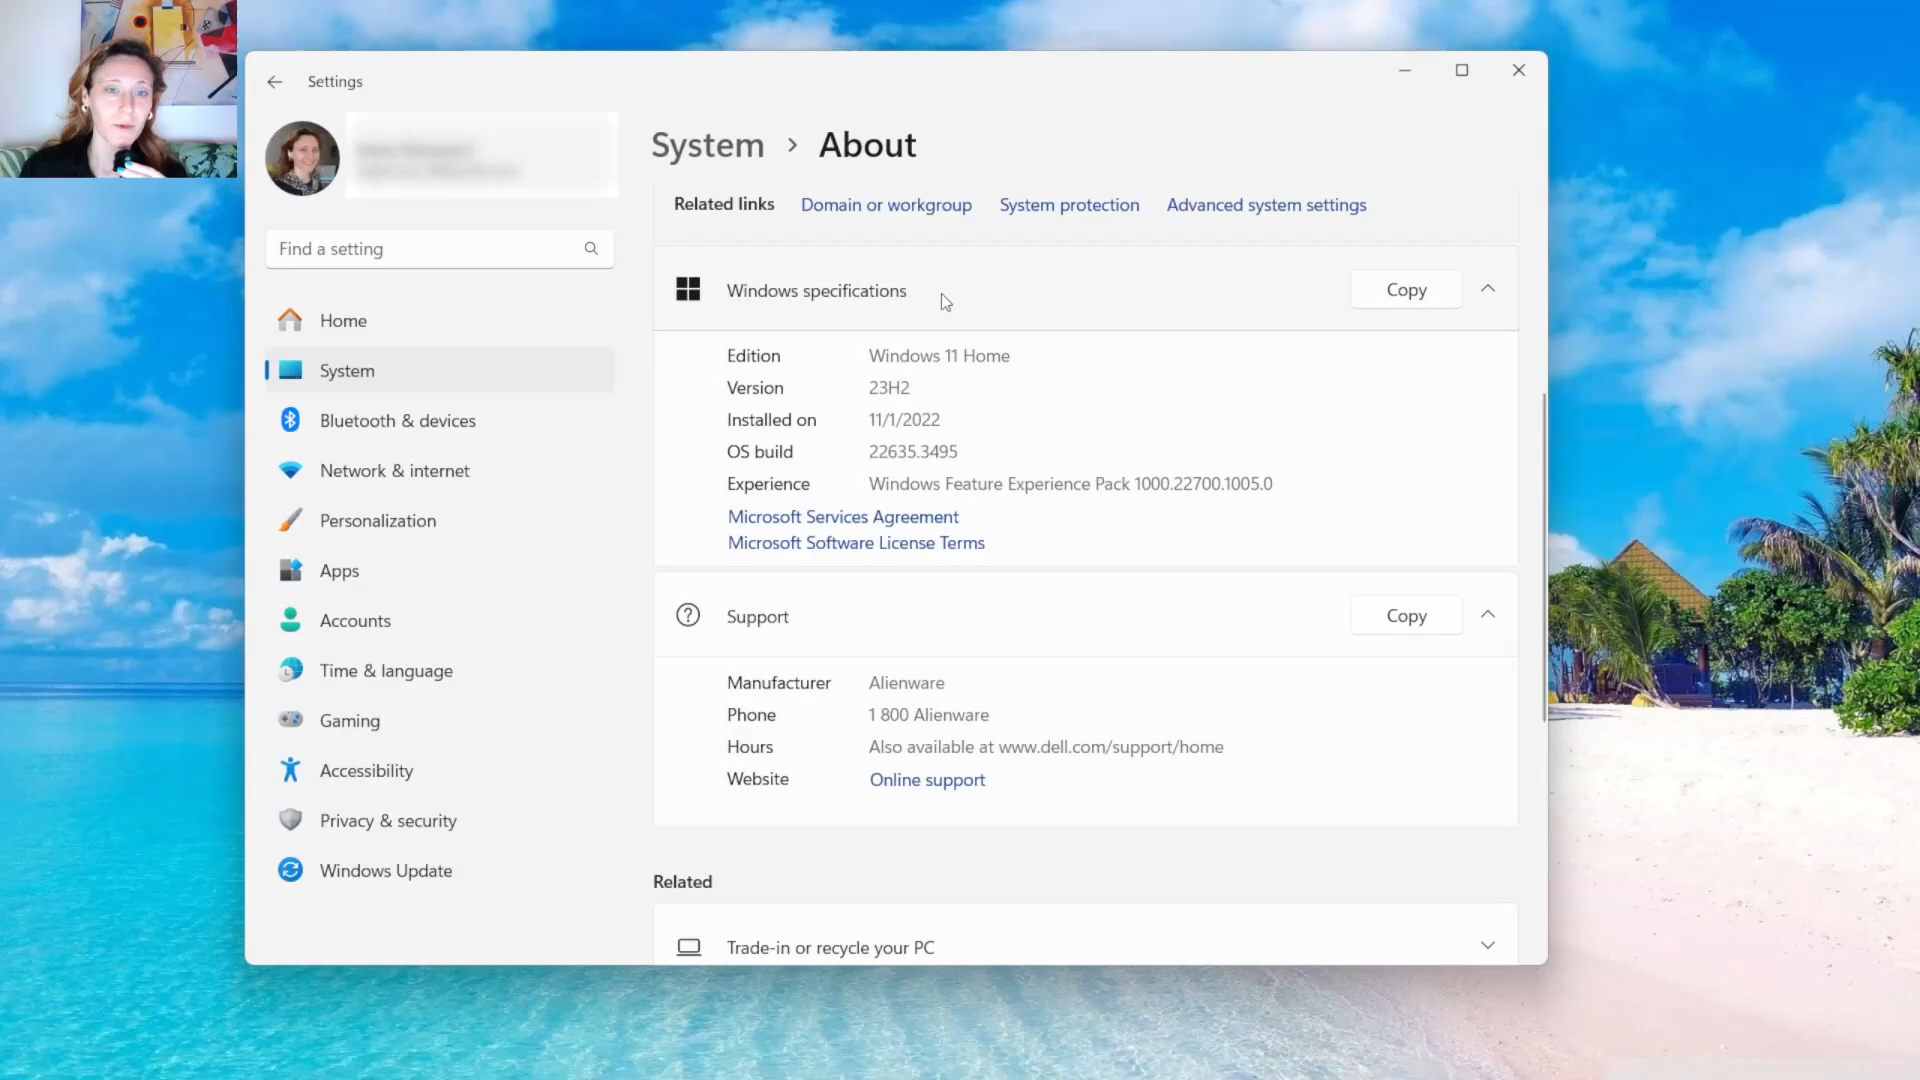 Settings
System > About
Related links Domain or workgroup System protection Advanced system settings
Find a setting
Windows specifications Copy
Home
System
Bluetooth & devices
Network & internet
Personalization
Apps
Accounts
Time & language
Gaming
Accessibility
Privacy & security
Windows Update
Edition Windows 11 Home
Version 23H2
Installed on 11/1/2022
OS build 22635.3495
Experience Windows Feature Experience Pack 1000.22700.1005.0
Microsoft Services Agreement
Microsoft Software License Terms
Support Copy
Manufacturer Alienware
Phone 1 800 Alienware
Hours Also available at www.dell.com/support/home
Website Online support
Related
Trade-in or recycle your PC